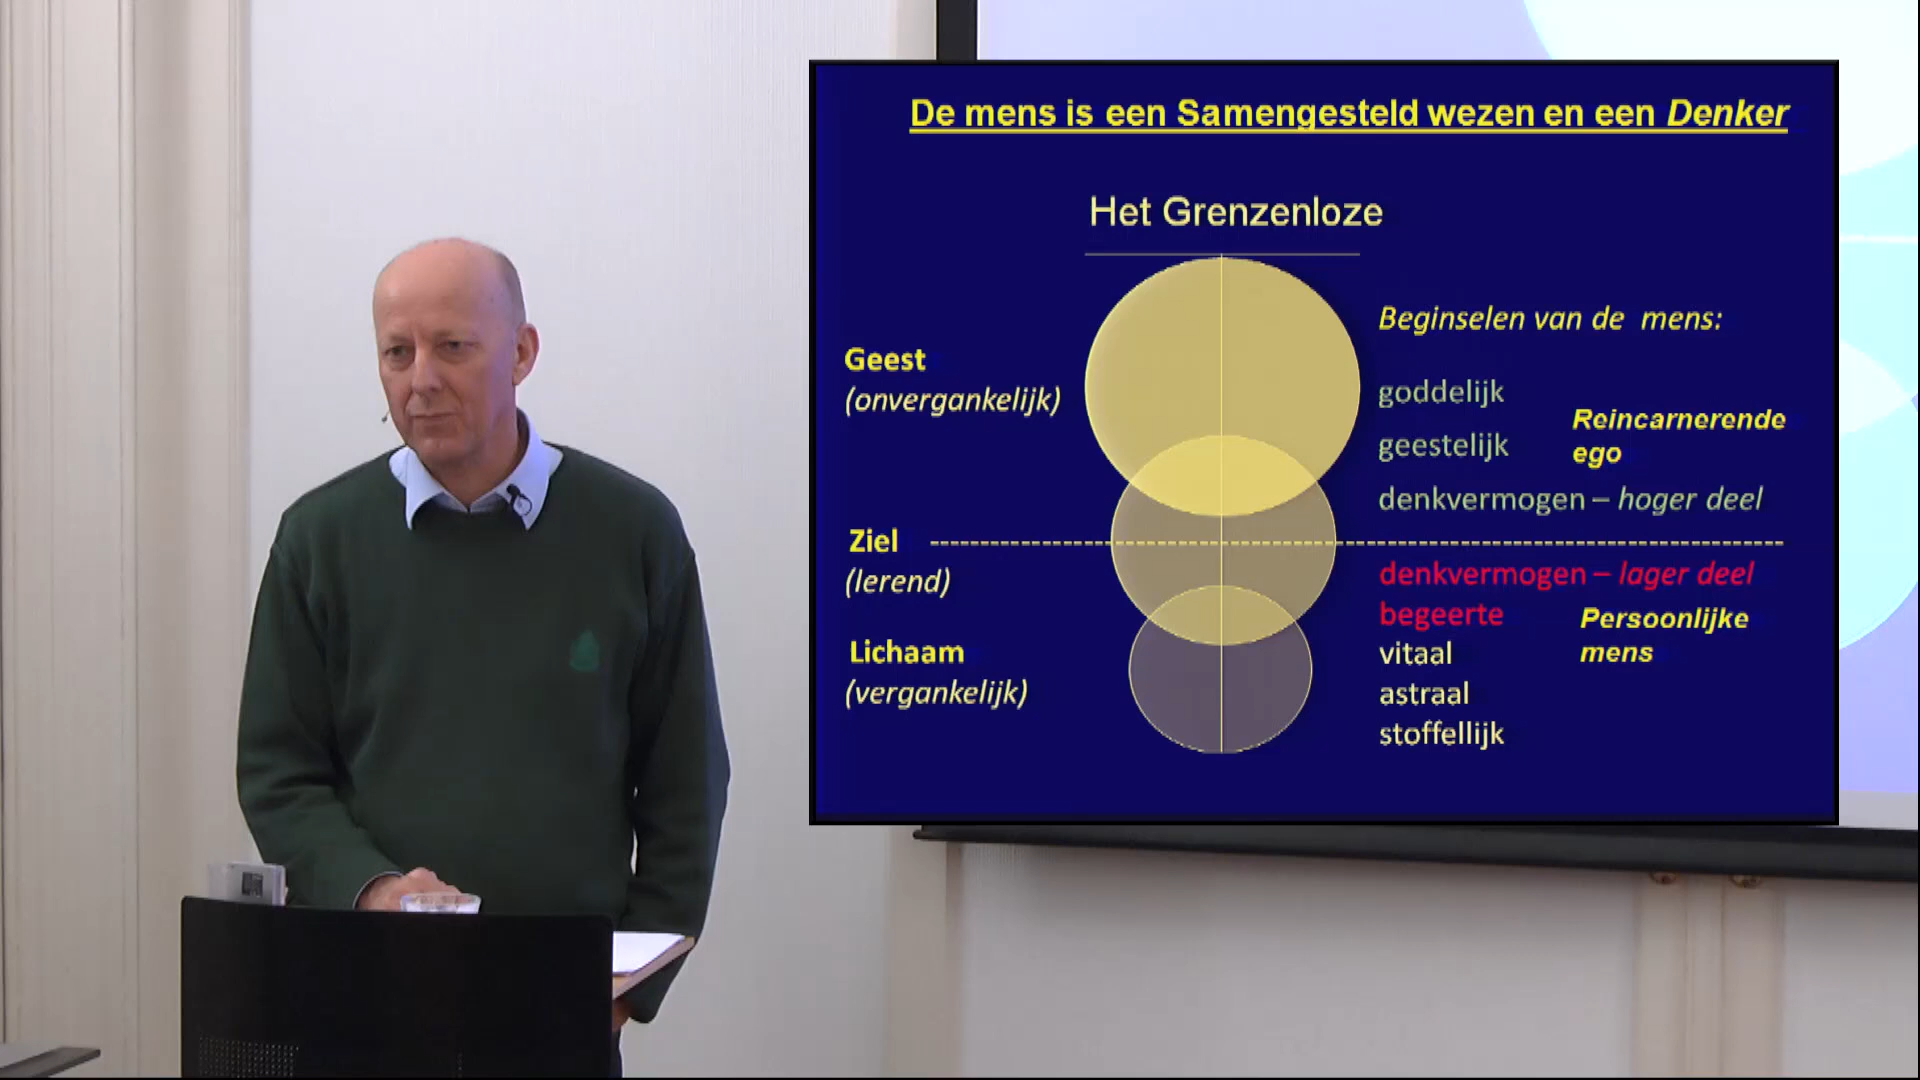 De mens is een Samengesteld wezen en een Denker
Het Grenzenloze
Beginselen van de mens:
Geest
(onvergankelijk)
goddelijk
geestelijk
Reincarnerende
ego
denkvermogen – hoger deel
Ziel
(lerend)
denkvermogen – lager deel
begeerte
Persoonlijke
mens
Lichaam
(vergankelijk)
vitaal
astraal
stoffellijk